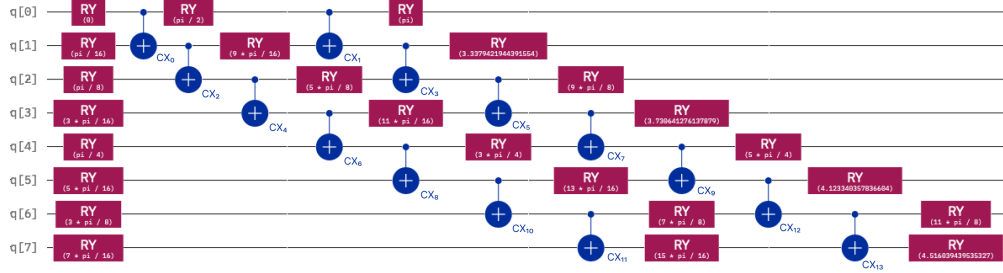 q[0] RY (0) RY (pi / 2) RY (pi)
q[1] RY (pi / 16) CX0 RY (9 * pi / 16) CX1 RY (3.3379421944391554)
q[2] RY (pi / 8) CX2 RY (5 * pi / 8) CX3 RY (9 * pi / 8)
q[3] RY (3 * pi / 16) CX4 RY (11 * pi / 16) CX5 RY (3.730641276137879)
q[4] RY (pi / 4) CX6 RY (3 * pi / 4) CX7 RY (5 * pi / 4)
q[5] RY (5 * pi / 16) CX8 RY (13 * pi / 16) CX9 RY (4.123340357836604)
q[6] RY (3 * pi / 8) CX10 RY (7 * pi / 8) CX12 RY (11 * pi / 8)
q[7] RY (7 * pi / 16) CX11 RY (15 * pi / 16) CX13 RY (4.516039439535327)